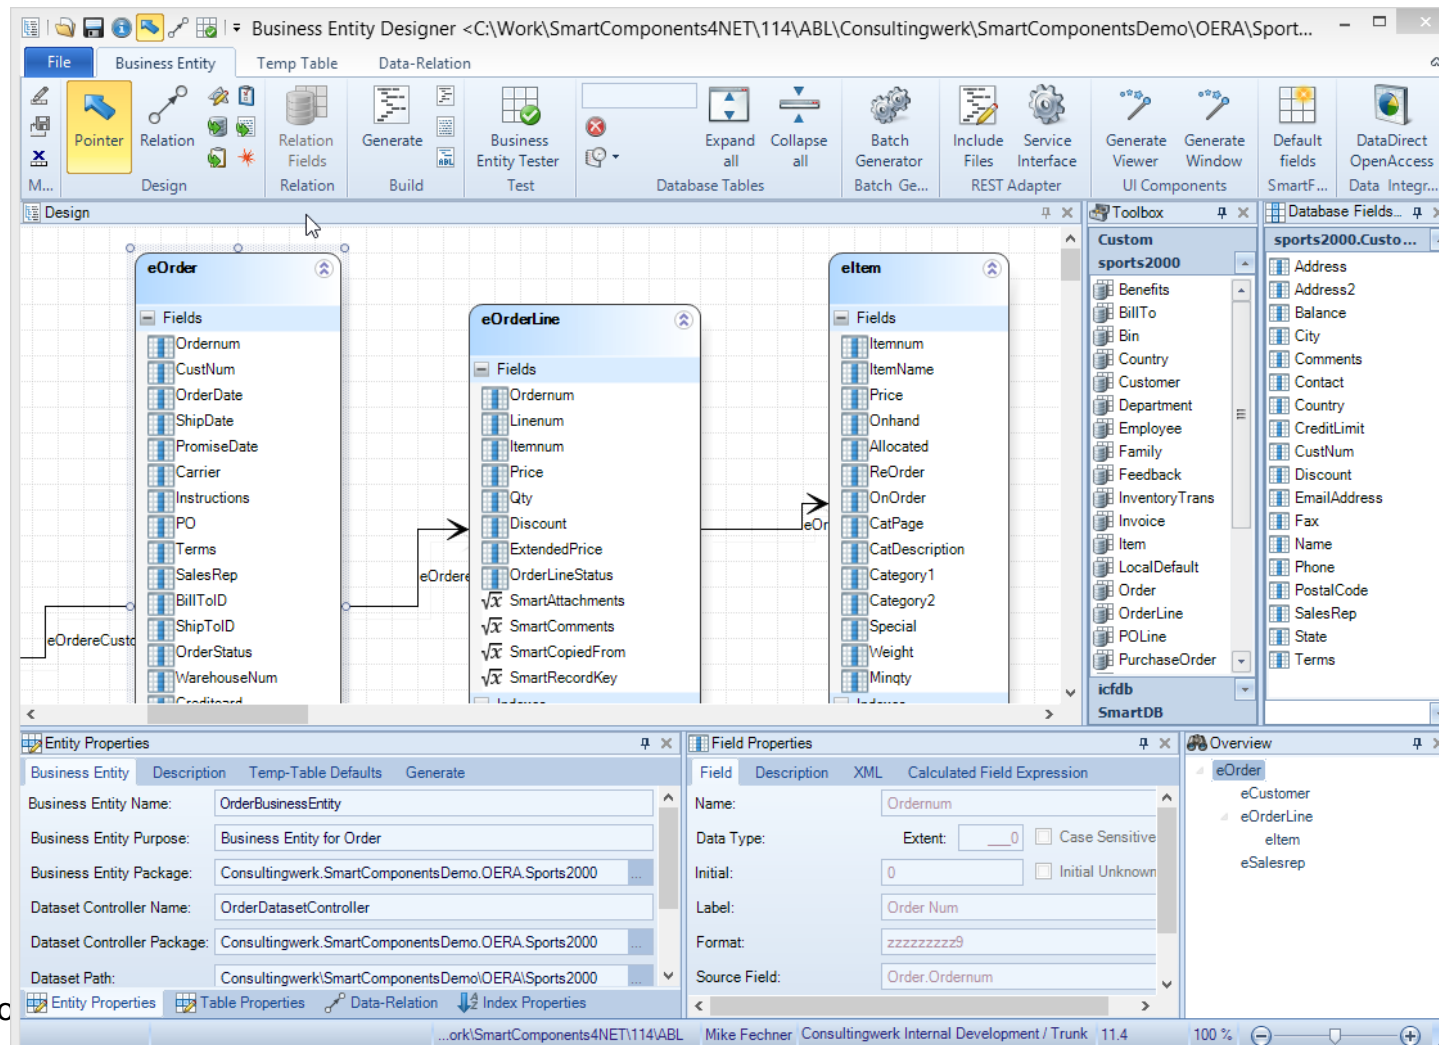 Business Entity Designer <C:\Work\SmartComponents4NET\114\ABL\Consultingwerk\SmartComponentsDemo\OERA\Sport...
File Business Entity Temp Table Data-Relation
Pointer Relation Relation Fields Generate Business Entity Tester Expand all Collapse all Batch Generator Include Files Service Interface Generate Viewer Generate Window Default fields DataDirect OpenAccess
ABL
M... Design Relation Build Test Database Tables Batch Ge... REST Adapter UI Components SmartF... Data Integr...
Design
eOrder
Fields
Ordernum
CustNum
OrderDate
ShipDate
PromiseDate
Carrier
Instructions
PO
Terms
SalesRep
BillToID
ShipToID
OrderStatus
WarehouseNum
Creditcard
eOrdereCusto
eOrdere
eOrderLine
Fields
Ordernum
Linenum
Itemnum
Price
Qty
Discount
ExtendedPrice
OrderLineStatus
SmartAttachments
SmartComments
SmartCopiedFrom
SmartRecordKey
Indexes
eOr
eItem
Fields
Itemnum
ItemName
Price
Onhand
Allocated
ReOrder
OnOrder
CatPage
CatDescription
Category1
Category2
Special
Weight
Minqty
Indexes
Toolbox
Custom
sports2000
Benefits
BillTo
Bin
Country
Customer
Department
Employee
Family
Feedback
InventoryTrans
Invoice
Item
LocalDefault
Order
OrderLine
POLine
PurchaseOrder
icfdb
SmartDB
Database Fields...
sports2000.Custo...
Address
Address2
Balance
City
Comments
Contact
Country
CreditLimit
CustNum
Discount
EmailAddress
Fax
Name
Phone
PostalCode
SalesRep
State
Terms
Entity Properties
Business Entity Description Temp-Table Defaults Generate
Business Entity Name: OrderBusinessEntity
Business Entity Purpose: Business Entity for Order
Business Entity Package: Consultingwerk.SmartComponentsDemo.OERA.Sports2000 ...
Dataset Controller Name: OrderDatasetController
Dataset Controller Package: Consultingwerk.SmartComponentsDemo.OERA.Sports2000 ...
Dataset Path: Consultingwerk\SmartComponentsDemo\OERA\Sports2000 ...
Entity Properties Table Properties Data-Relation Index Properties
Field Properties
Field Description XML Calculated Field Expression
Name: Ordernum
Data Type: Extent: ___0 Case Sensitive
Initial: 0 Initial Unknown
Label: Order Num
Format: zzzzzzzzz9
Source Field: Order.Ordernum
Overview
eOrder
eCustomer
eOrderLine
eItem
eSalesrep
...ork\SmartComponents4NET\114\ABL Mike Fechner Consultingwerk Internal Development / Trunk 11.4 100 %